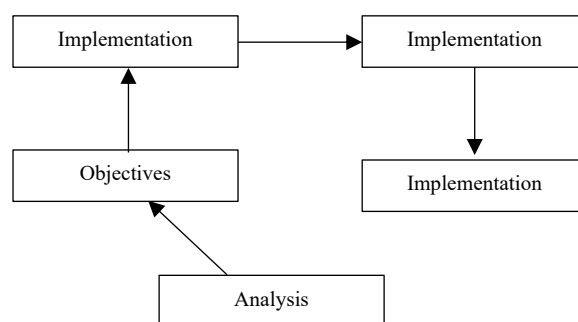 Implementation
Implementation
Objectives
Implementation
Analysis